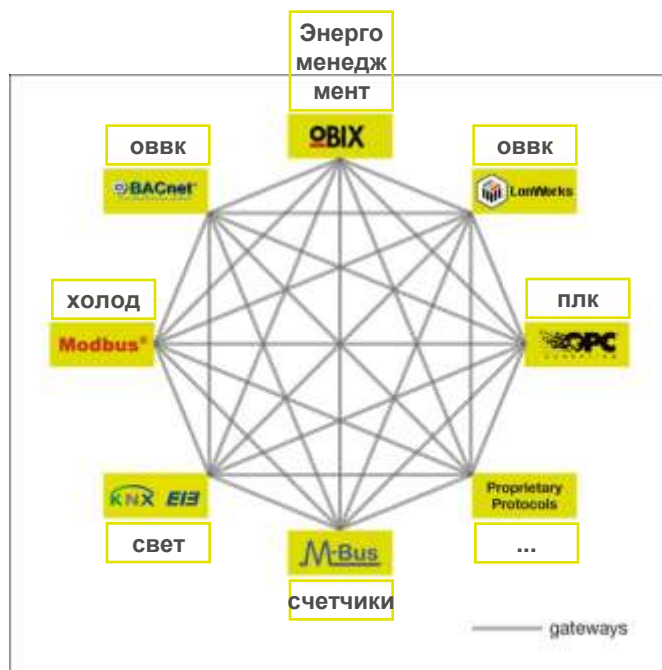 Энерго
менедж
мент
oBIX
оввк
оввк
BACnet
LonWorks
холод
плк
Modbus®
OPC
KNX EIB
Proprietary
Protocols
свет
M-Bus
...
счетчики
gateways